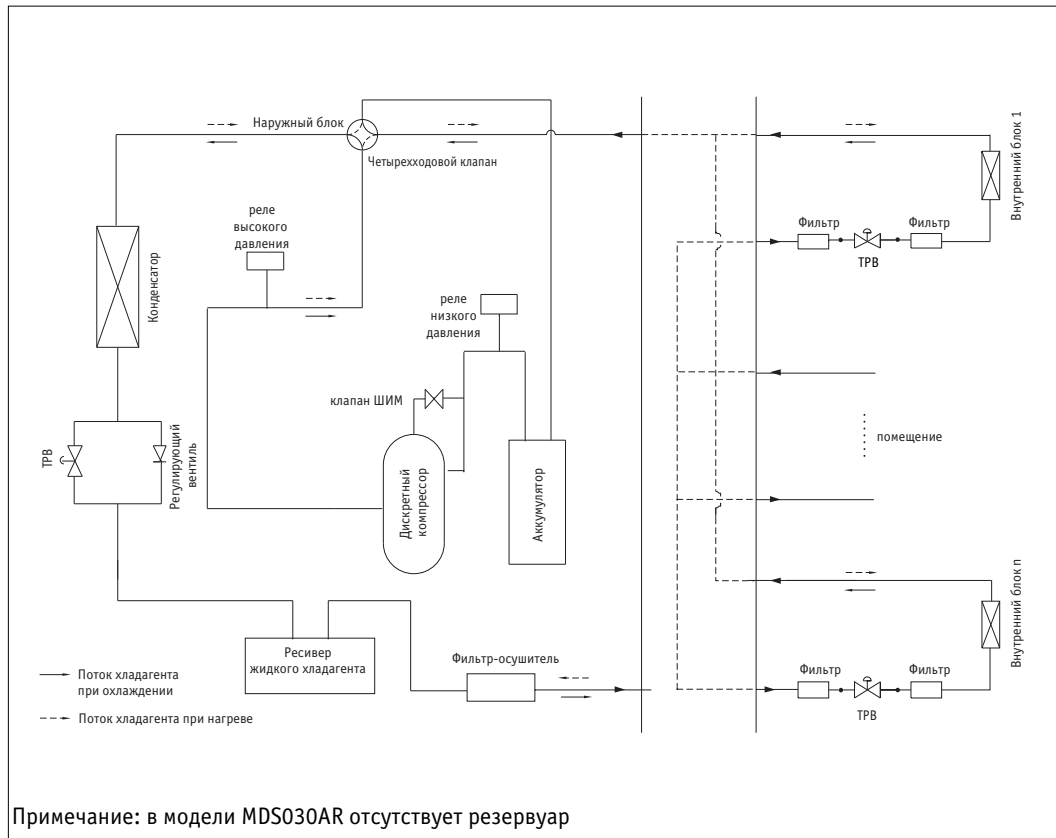 Наружный блок
Четырехходовой клапан
реле
высокого
давления
Конденсатор
реле
низкого
давления
клапан ШИМ
ТРВ
Регулирующий
вентиль
Дискретный
компрессор
Аккумулятор
Ресивер
жидкого хладагента
Фильтр-осушитель
Поток хладагента
при охлаждении
Поток хладагента при нагреве
Фильтр
ТРВ
Фильтр
Внутренний блок 1
помещение
Фильтр
ТРВ
Фильтр
Внутренний блок n
Примечание: в модели MDS030AR отсутствует резервуар